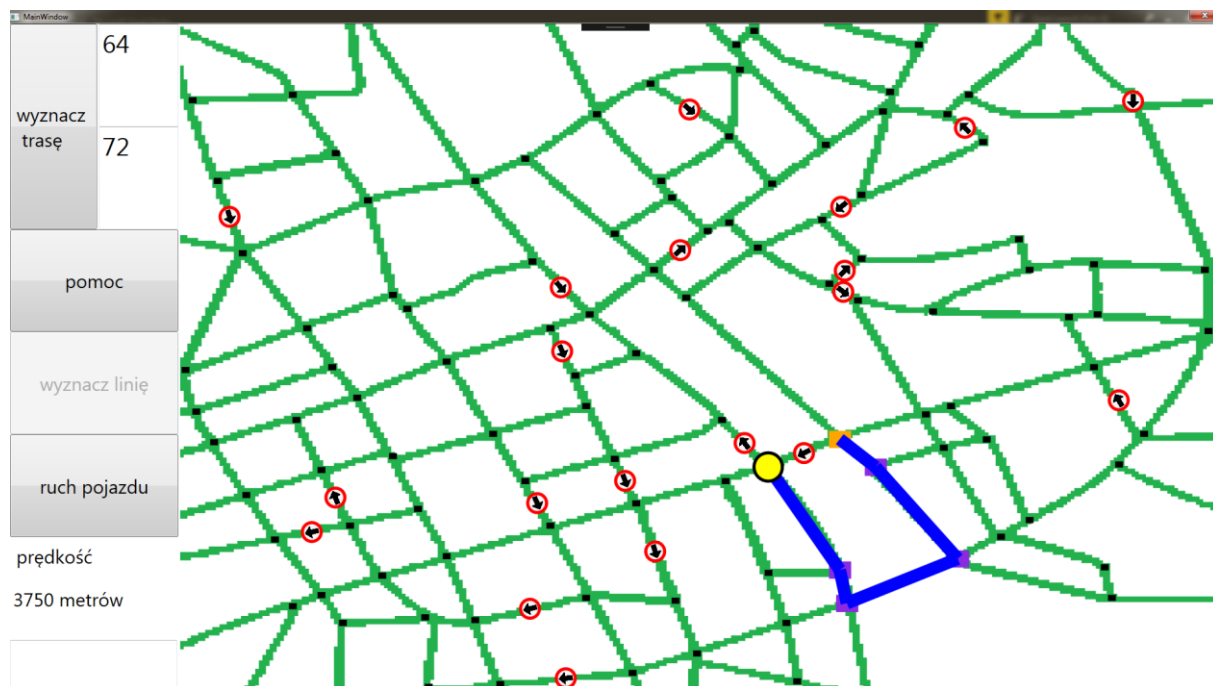 MainWindow
wyznacz
trasę
64
72
pomoc
wyznacz linię
ruch pojazdu
prędkość
3750 metrów